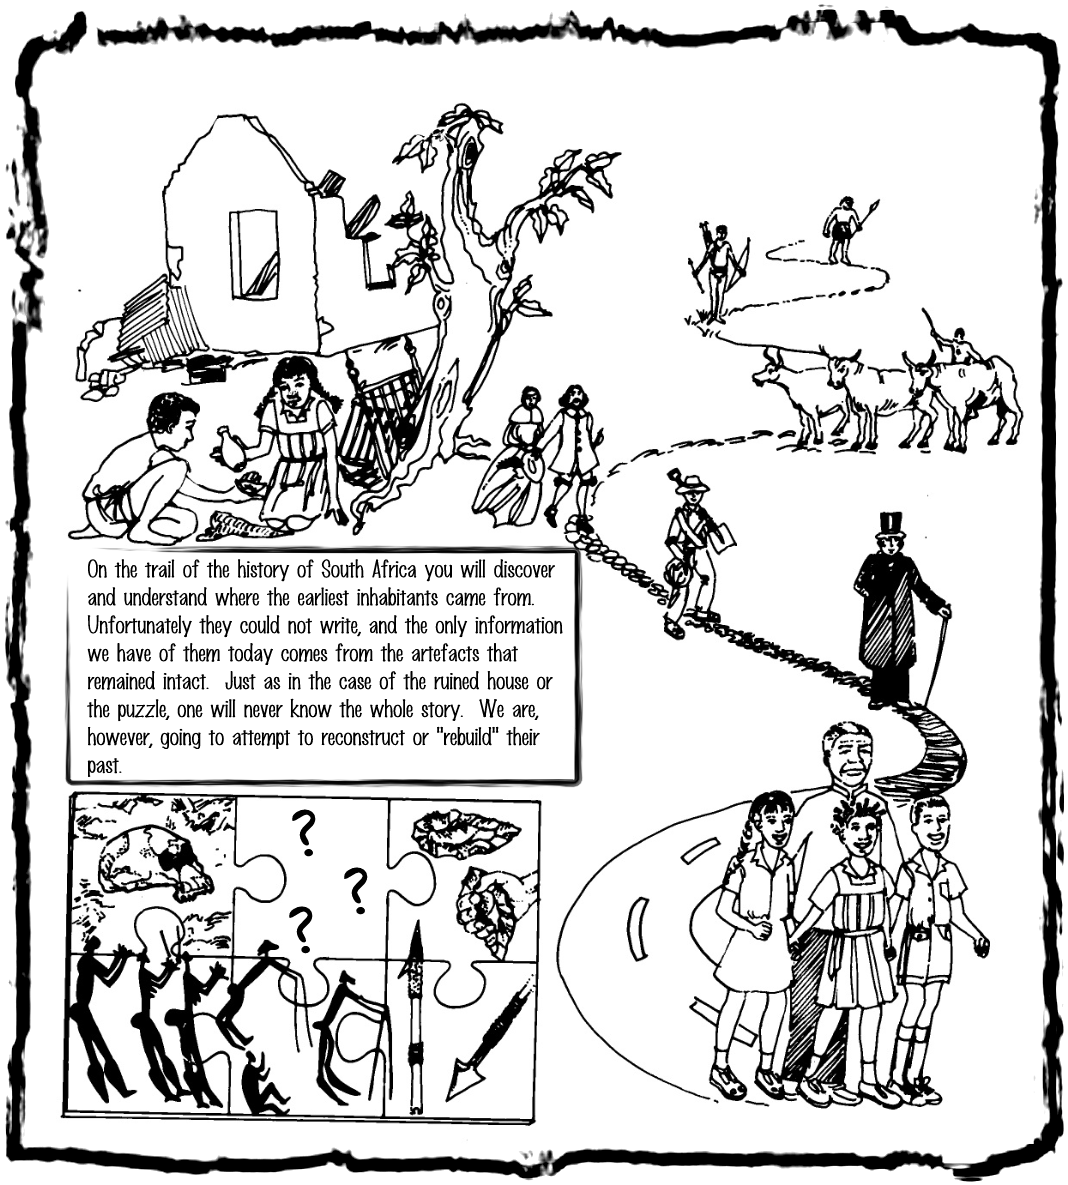 On the trail of the history of South Africa you will discover
and understand where the earliest inhabitants came from.
Unfortunately they could not write, and the only information
we have of them today comes from the artefacts that
remained intact. Just as in the case of the ruined house or
the puzzle, one will never know the whole story. We are,
however, going to attempt to reconstruct or "rebuild" their
past.
?
?
?